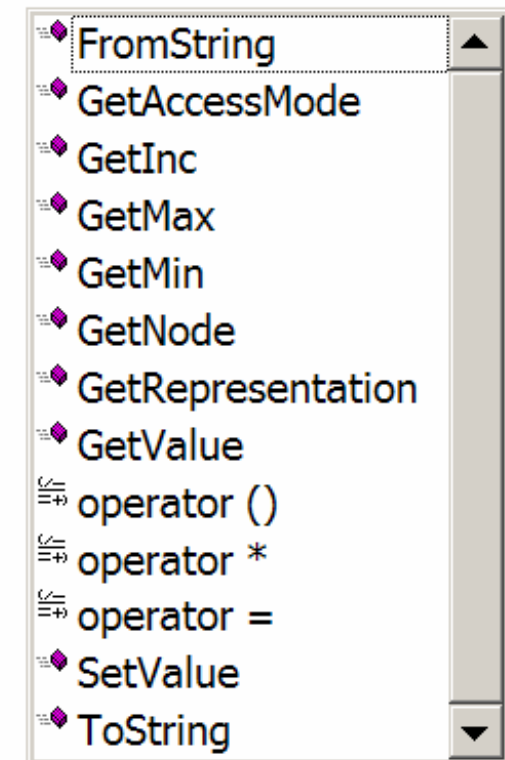 FromString
GetAccessMode
GetInc
GetMax
GetMin
GetNode
GetRepresentation
GetValue
operator ()
operator *
operator =
SetValue
ToString